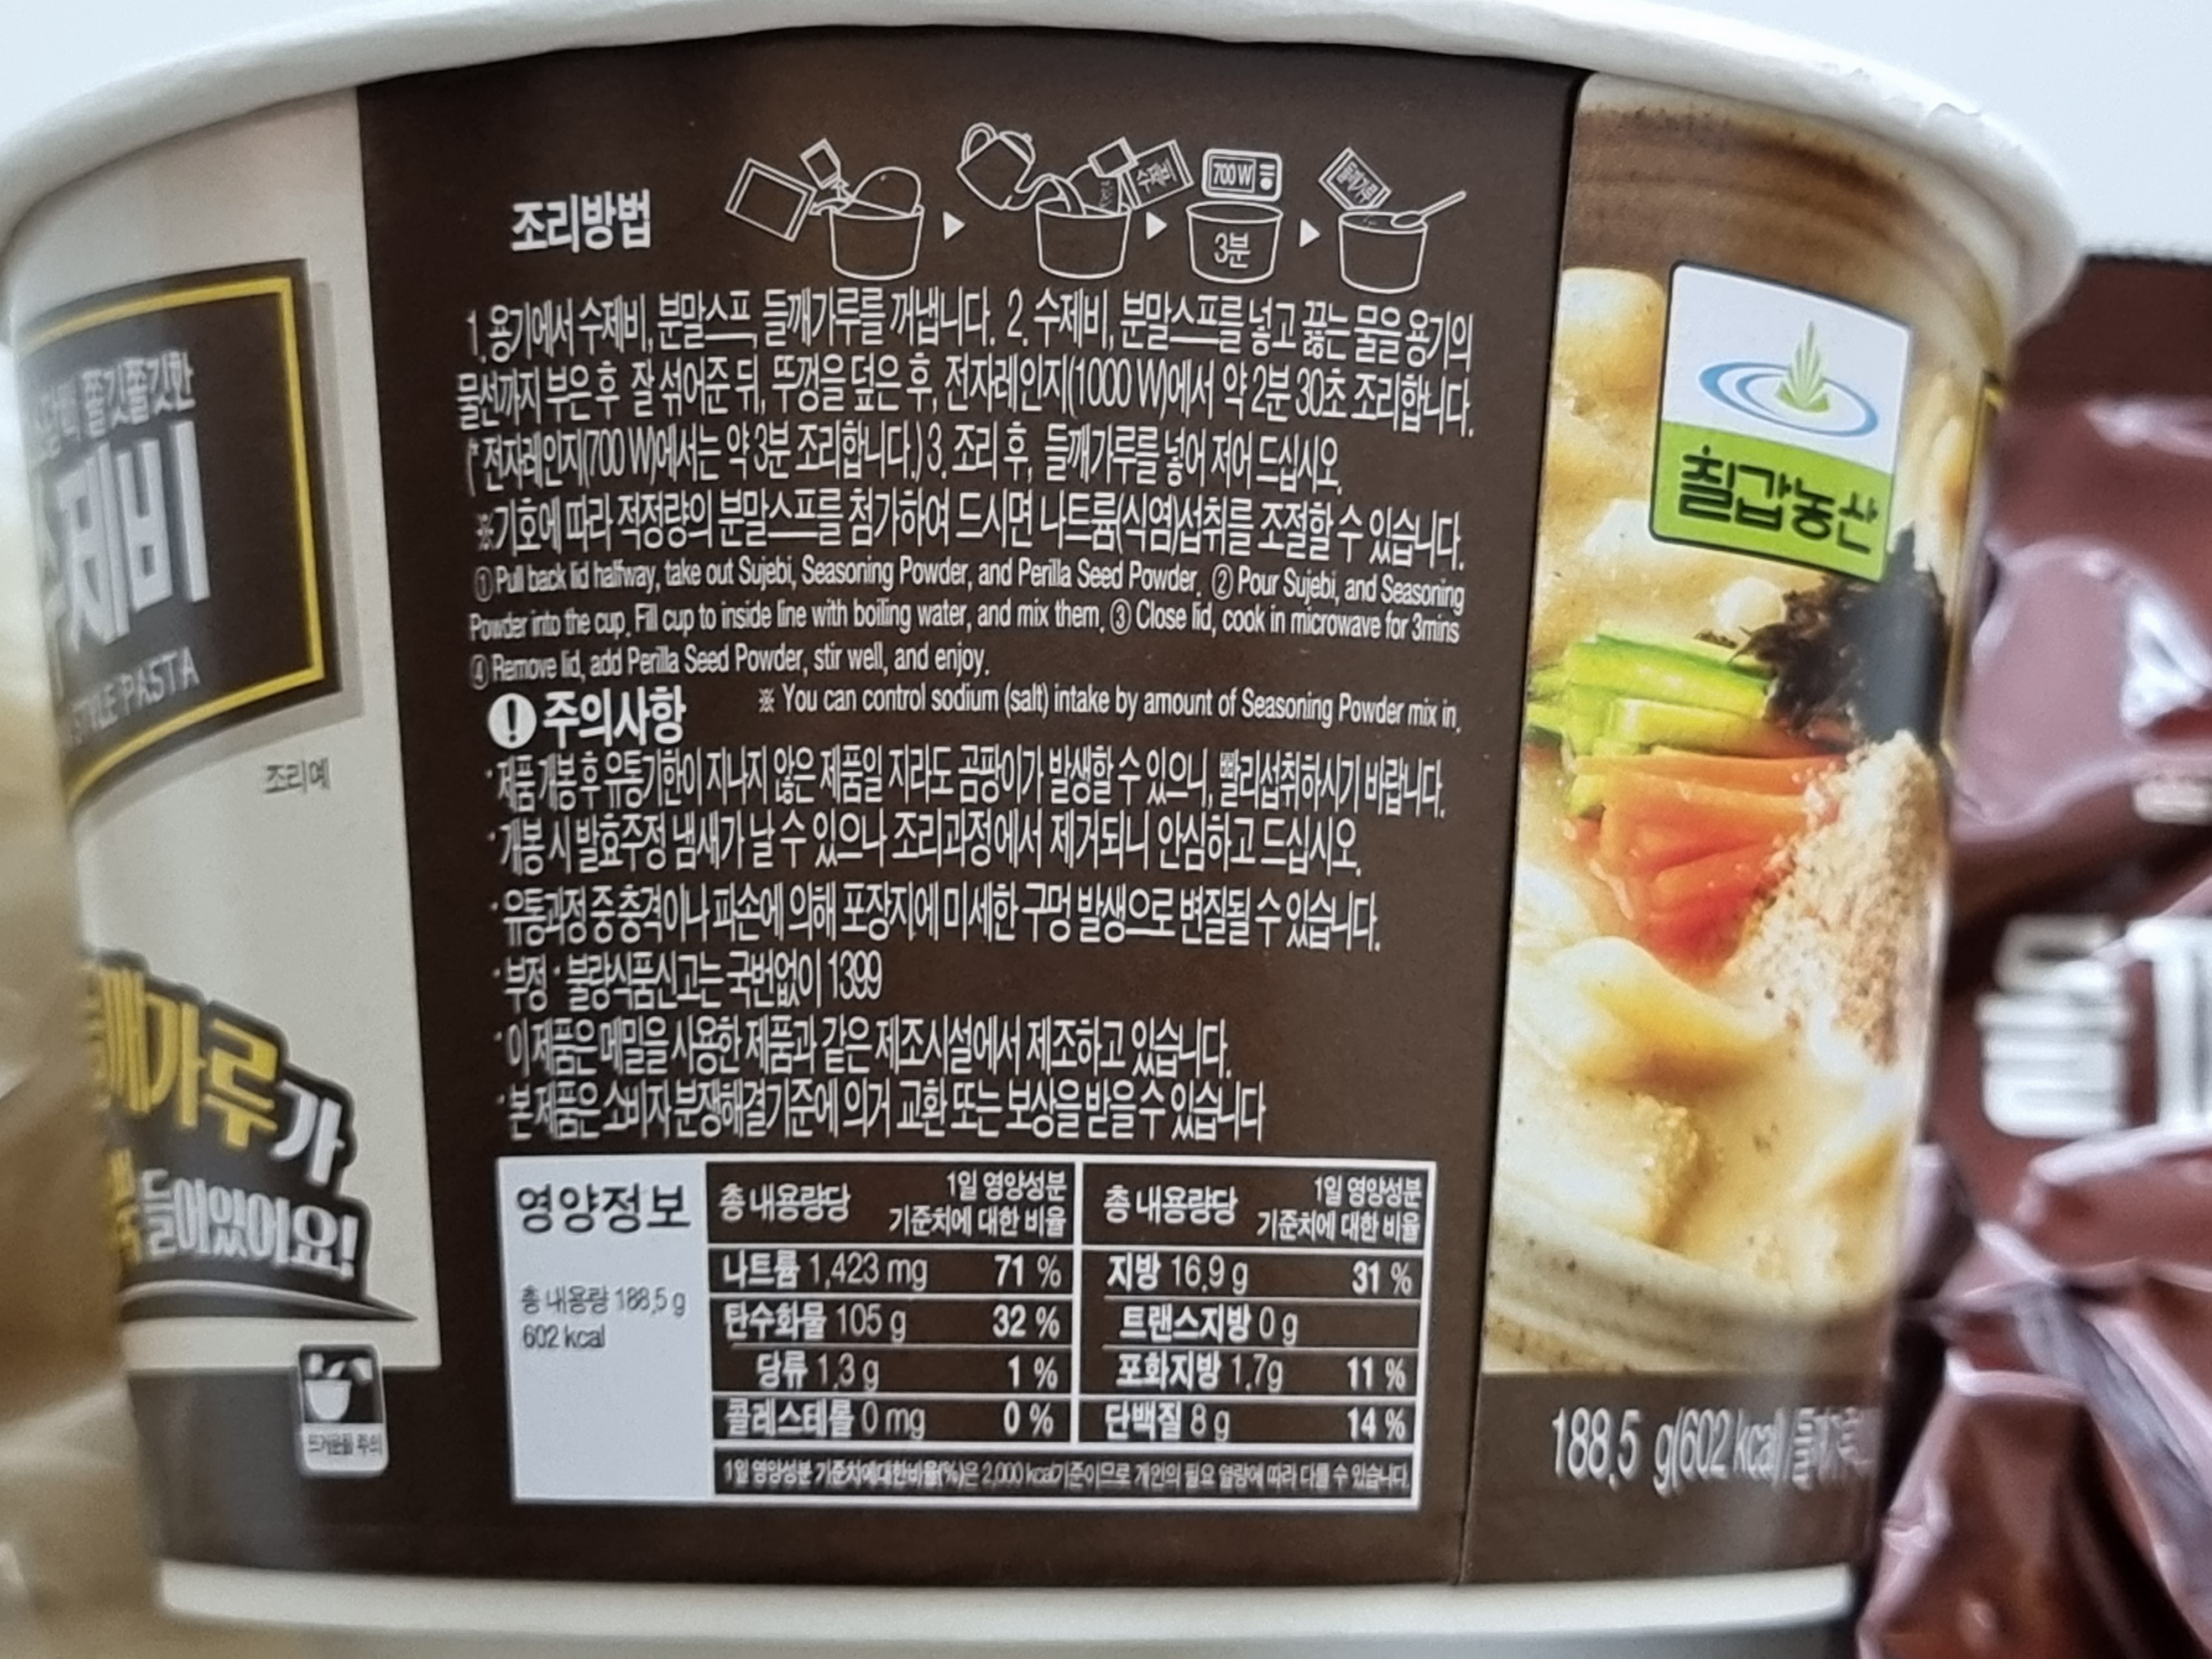 쫄깃쫄깃한
수제비
STYLE PASTA
조리예
들깨가루가
들어있어요!
뜨거운물 주의
조리방법
수제비
700 W
3분
들깨가루
1. 용기에서 수제비, 분말스프, 들깨가루를 꺼냅니다. 2. 수제비, 분말스프를 넣고 끓는 물을 용기의
물선까지 부은 후 잘 섞어준 뒤, 뚜껑을 덮은 후, 전자레인지(1000 W)에서 약 2분 30초 조리합니다.
(* 전자레인지(700 W)에서는 약 3분 조리합니다.) 3. 조리 후, 들깨가루를 넣어 저어 드십시오.
※기호에 따라 적정량의 분말스프를 첨가하여 드시면 나트륨(식염)섭취를 조절할 수 있습니다.
① Pull back lid halfway, take out Sujebi, Seasoning Powder, and Perilla Seed Powder. ② Pour Sujebi, and Seasoning
Powder into the cup. Fill cup to inside line with boiling water, and mix them. ③ Close lid, cook in microwave for 3mins
④ Remove lid, add Perilla Seed Powder, stir well, and enjoy.
※ You can control sodium (salt) intake by amount of Seasoning Powder mix in.
! 주의사항
· 제품 개봉 후 유통기한이 지나지 않은 제품일 지라도 곰팡이가 발생할 수 있으니, 빨리섭취하시기 바랍니다.
· 개봉 시 발효주정 냄새가 날 수 있으나 조리과정에서 제거되니 안심하고 드십시오.
· 유통과정 중 충격이나 파손에 의해 포장지에 미세한 구멍 발생으로 변질될 수 있습니다.
· 부정 · 불량식품신고는 국번없이 1399
· 이 제품은 메밀을 사용한 제품과 같은 제조시설에서 제조하고 있습니다.
· 본 제품은 소비자 분쟁해결기준에 의거 교환 또는 보상을 받을 수 있습니다
영양정보
총 내용량 188.5 g
602 kcal
총 내용량당 1일 영양성분 기준치에 대한 비율 총 내용량당 1일 영양성분 기준치에 대한 비율
나트륨 1,423 mg 71 % 지방 16.9 g 31 %
탄수화물 105 g 32 % 트랜스지방 0 g
당류 1.3 g 1 % 포화지방 1.7g 11 %
콜레스테롤 0 mg 0 % 단백질 8 g 14 %
1일 영양성분 기준치에 대한 비율(%)은 2,000 kcal기준이므로 개인의 필요 열량에 따라 다를 수 있습니다.
칠갑농산
188.5 g(602 kcal)